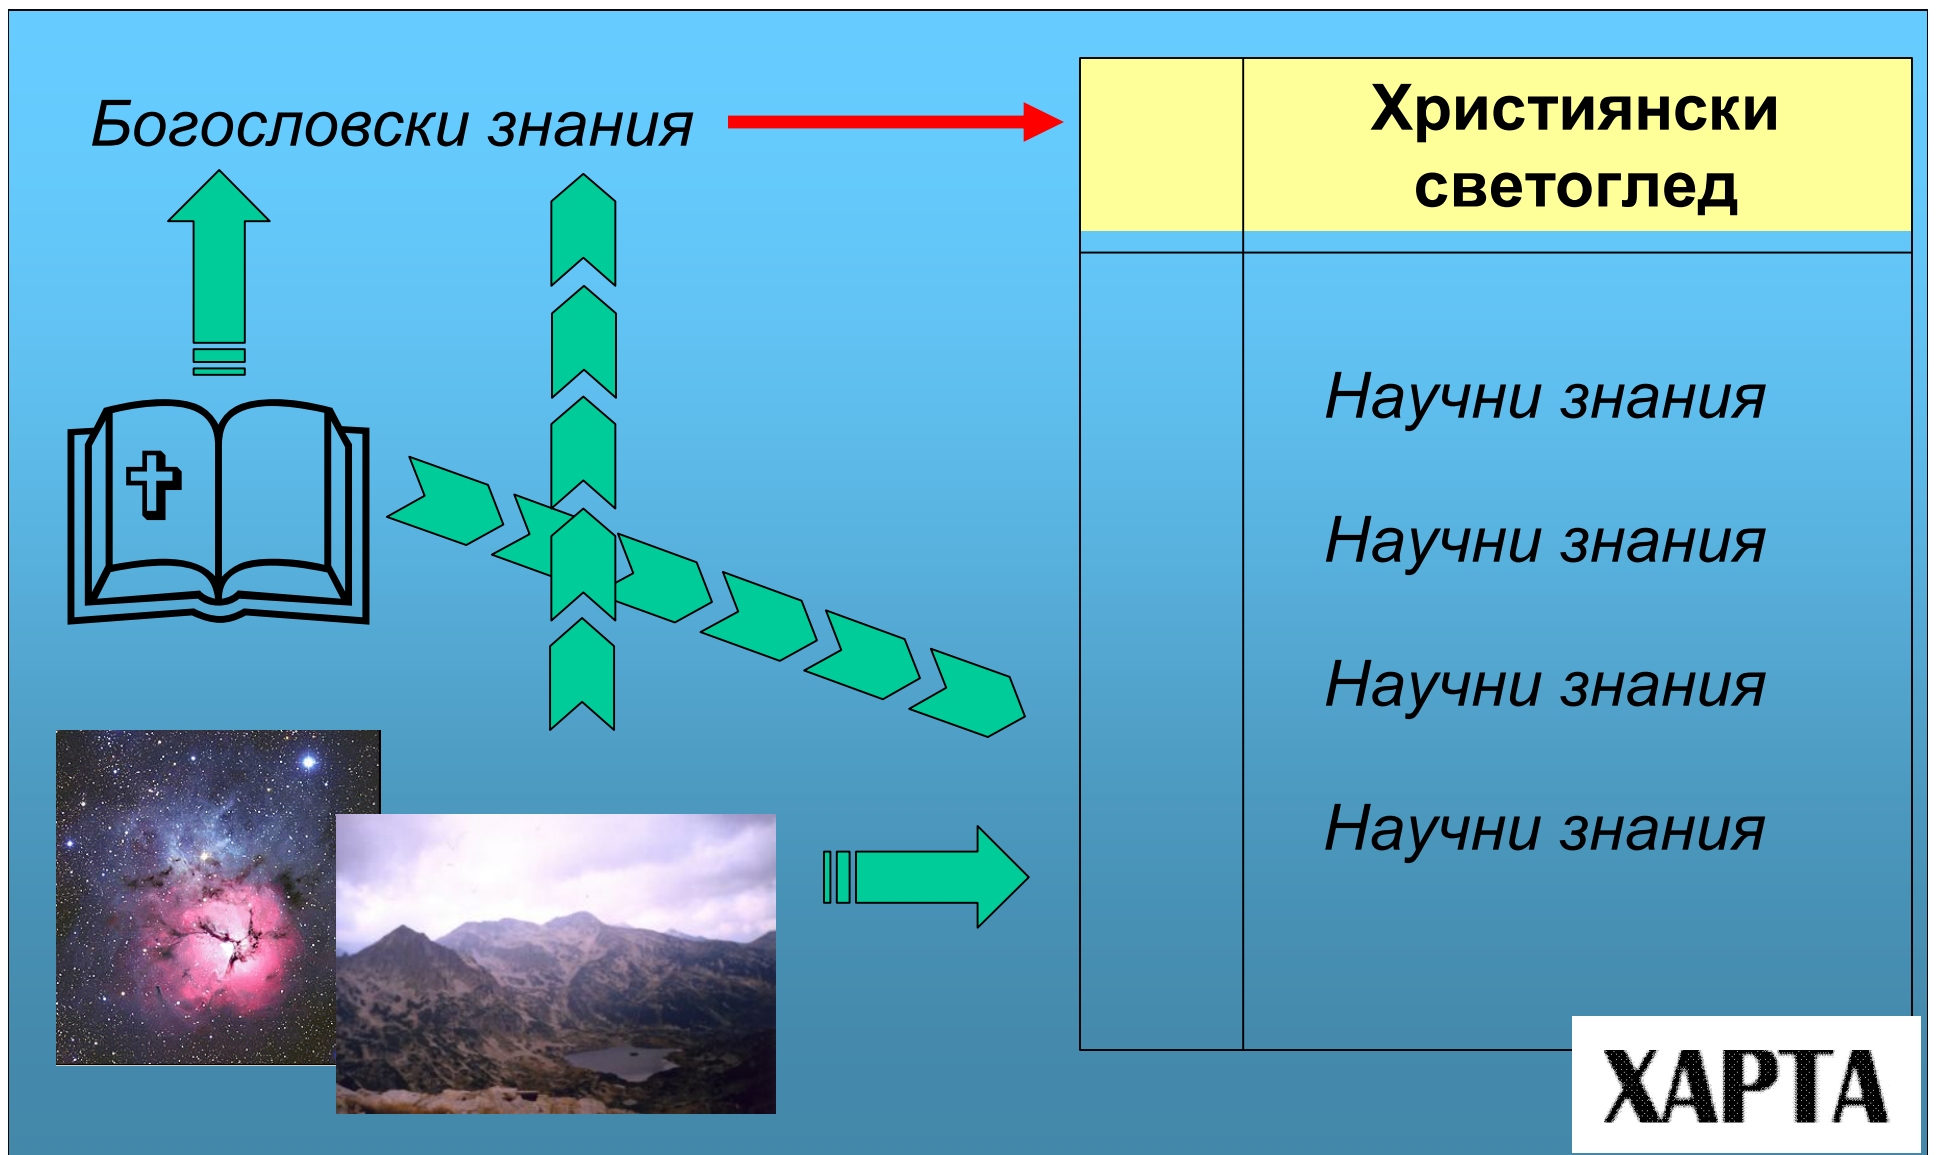 Богословски знания
Християнски
светоглед
Научни знания
Научни знания
Научни знания
Научни знания
ХАРТА